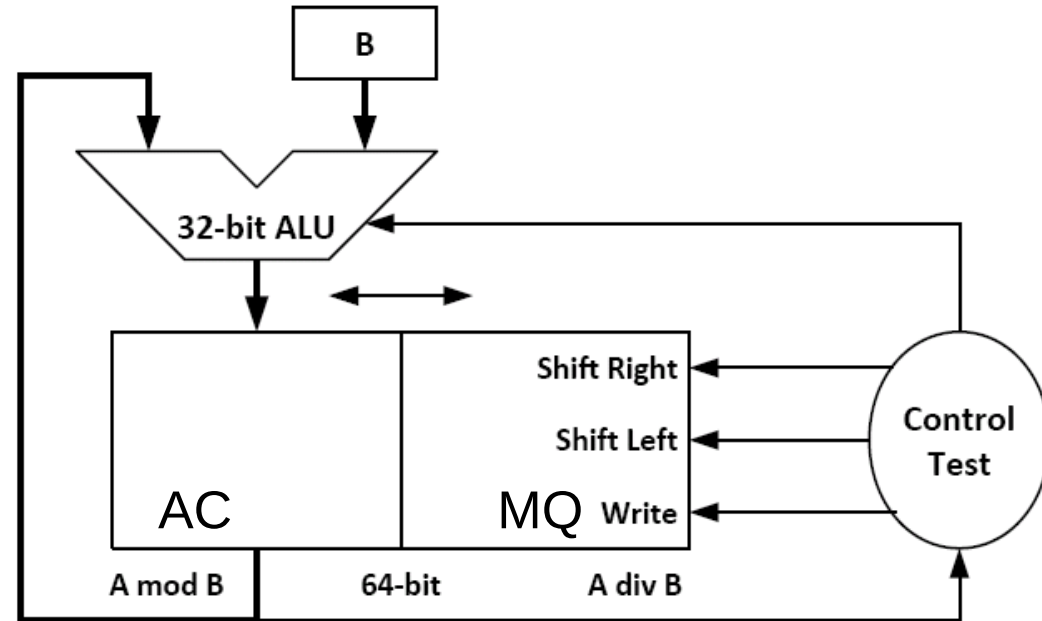 B
32-bit ALU
Shift Right
Shift Left
Control
Test
AC
MQ
Write
A mod B
64-bit
A div B